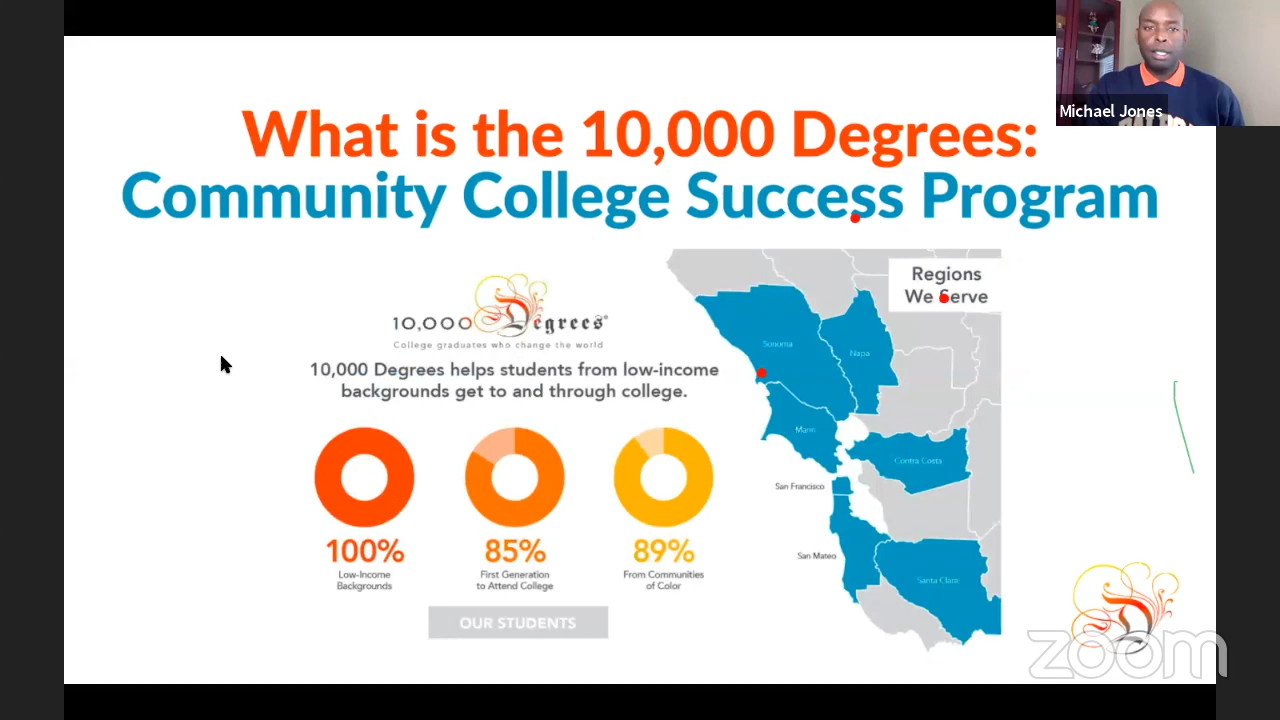 Michael Jones
What is the 10,000 Degrees:
Community College Success Program
10,000 Degrees®
College graduates who change the world
10,000 Degrees helps students from low-income
backgrounds get to and through college.
100%
Low-Income
Backgrounds
85%
First Generation
to Attend College
89%
From Communities
of Color
OUR STUDENTS
Regions
We Serve
Sonoma
Napa
Marin
Contra Costa
San Francisco
San Mateo
Santa Clara
D
zoom